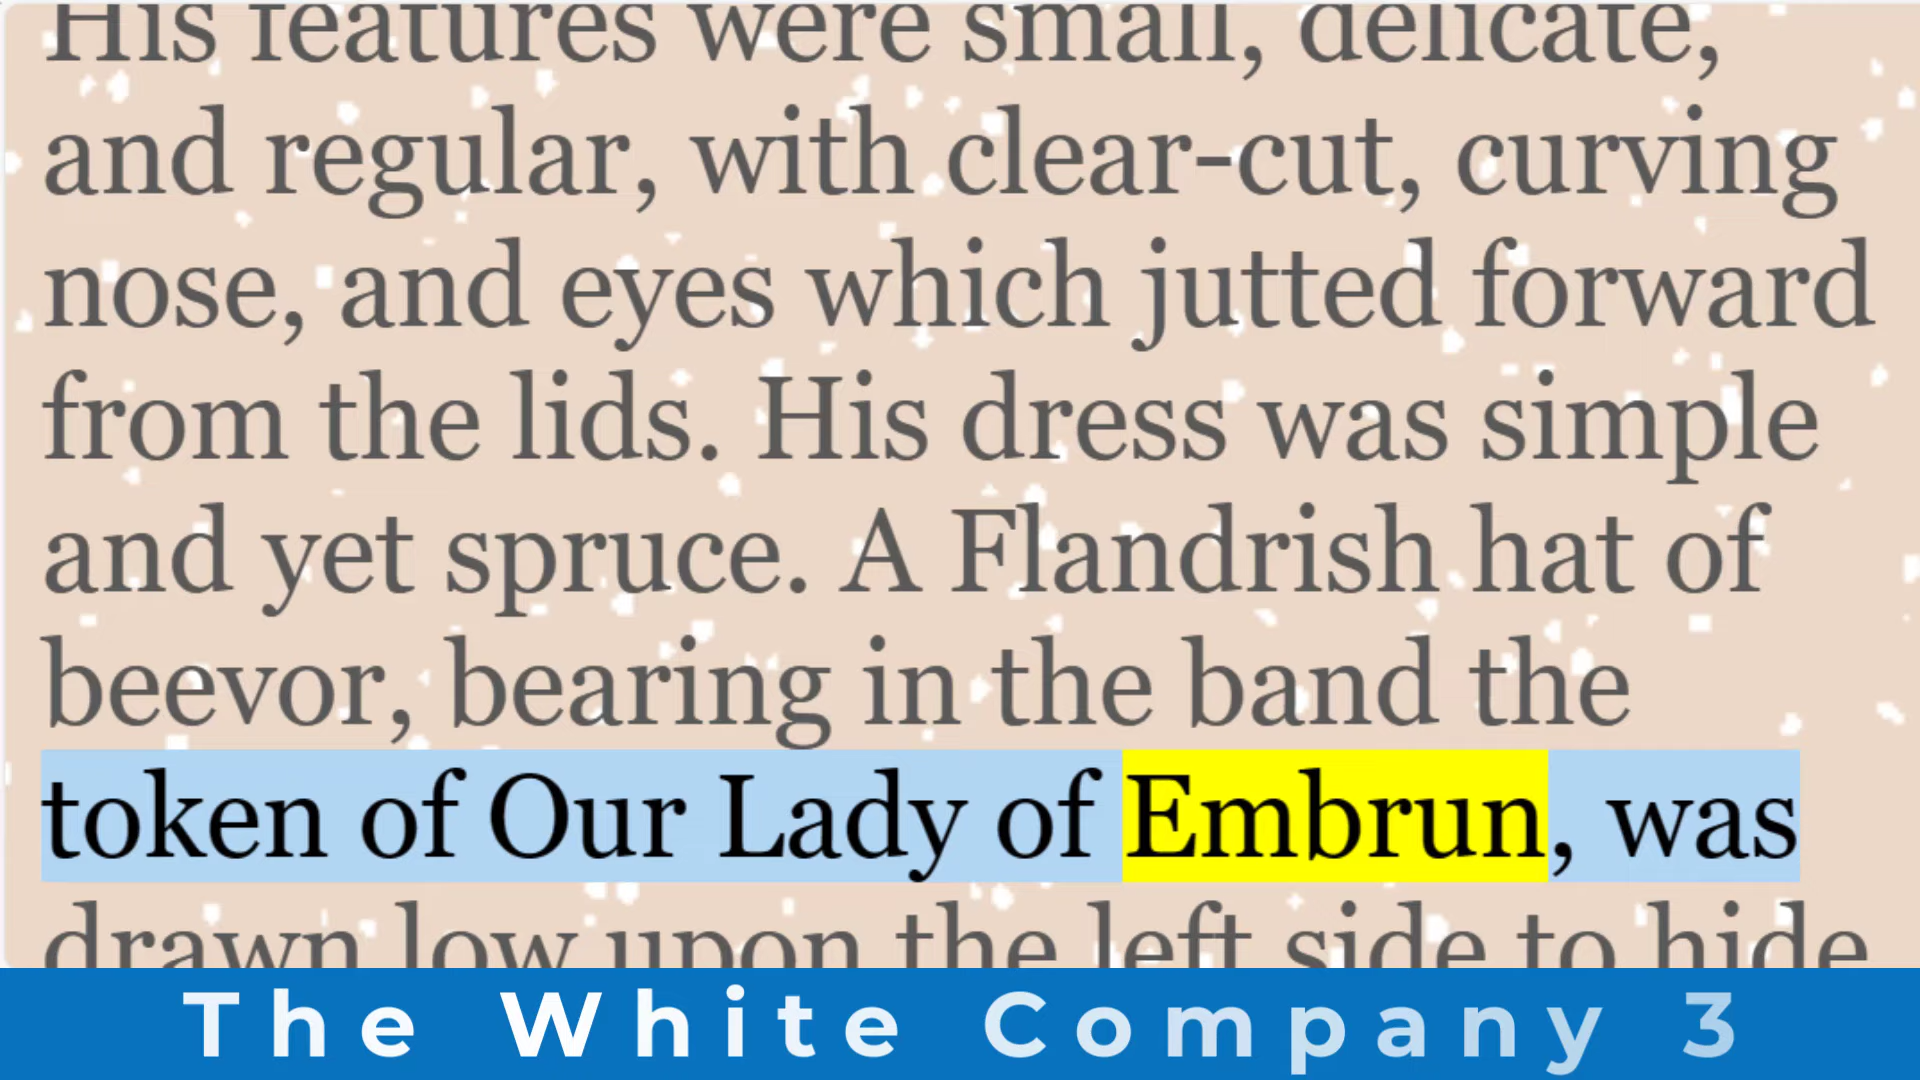 His features were small, delicate,
and regular, with clear-cut, curving
nose, and eyes which jutted forward
from the lids. His dress was simple
and yet spruce. A Flandrish hat of
beevor, bearing in the band the
token of Our Lady of Embrun, was
drawn low upon the left side to hide
The White Company 3